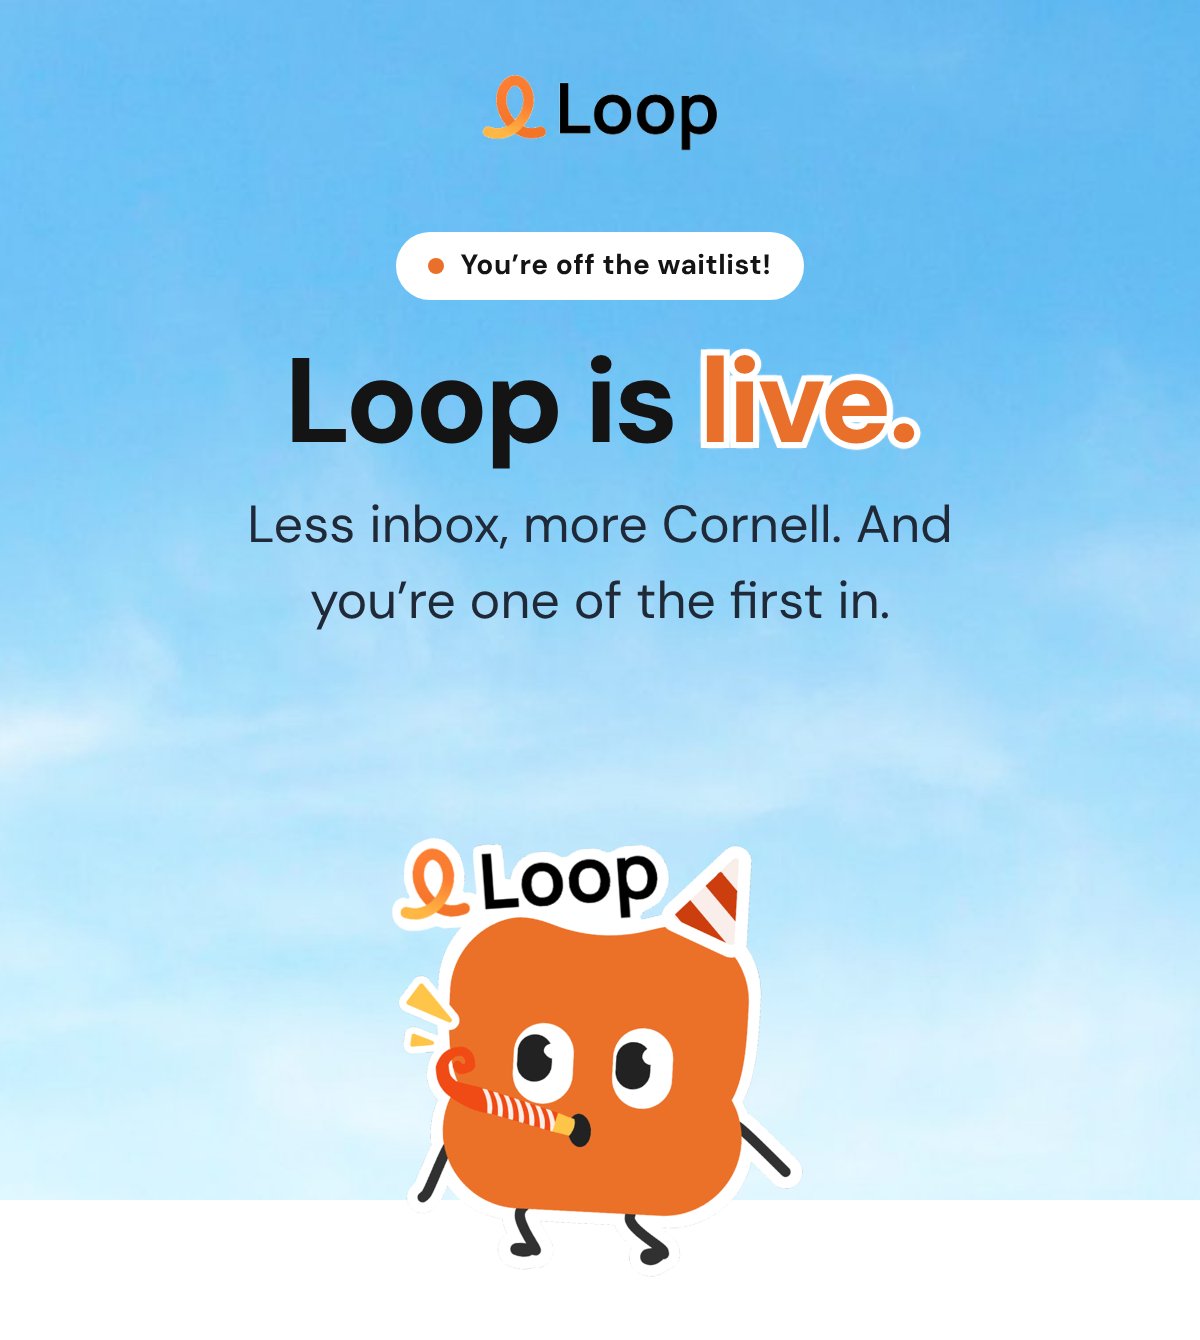 Loop
You’re off the waitlist!
Loop is live.
Less inbox, more Cornell. And
you’re one of the first in.
Loop